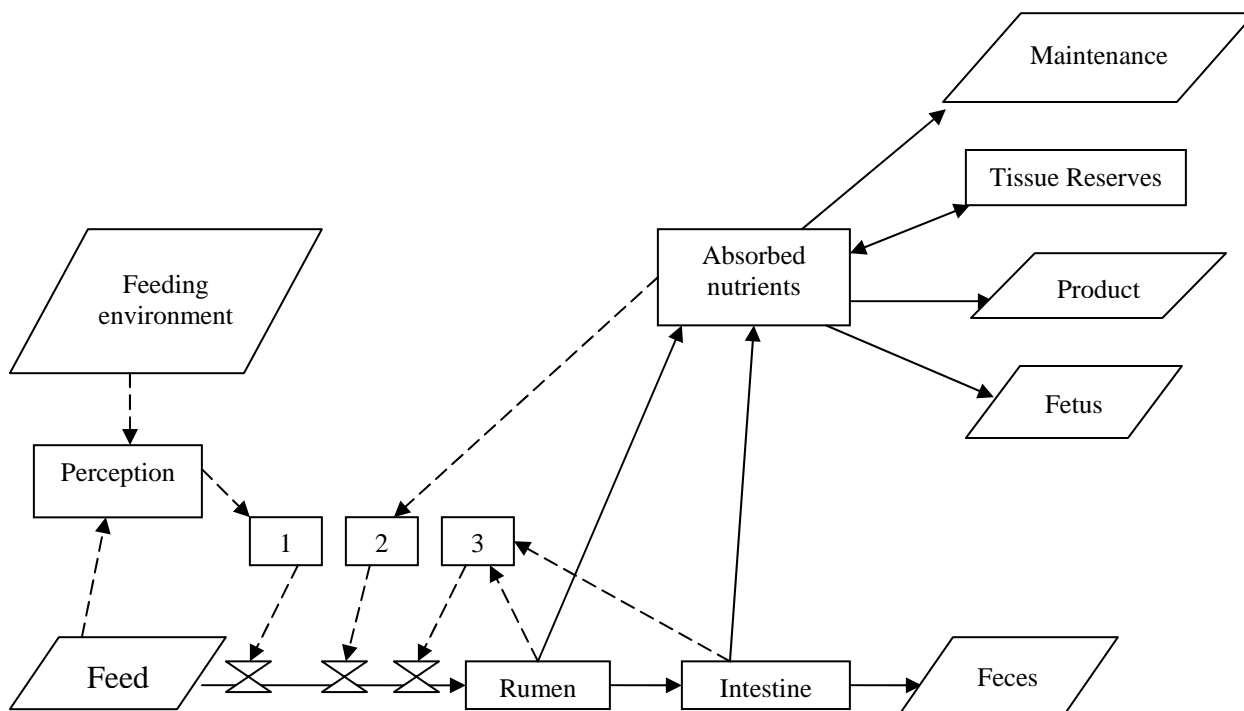 Maintenance
Tissue Reserves
Absorbed
nutrients
Feeding
environment
Product
Fetus
Perception
1
2
3
Feed
Rumen
Intestine
Feces